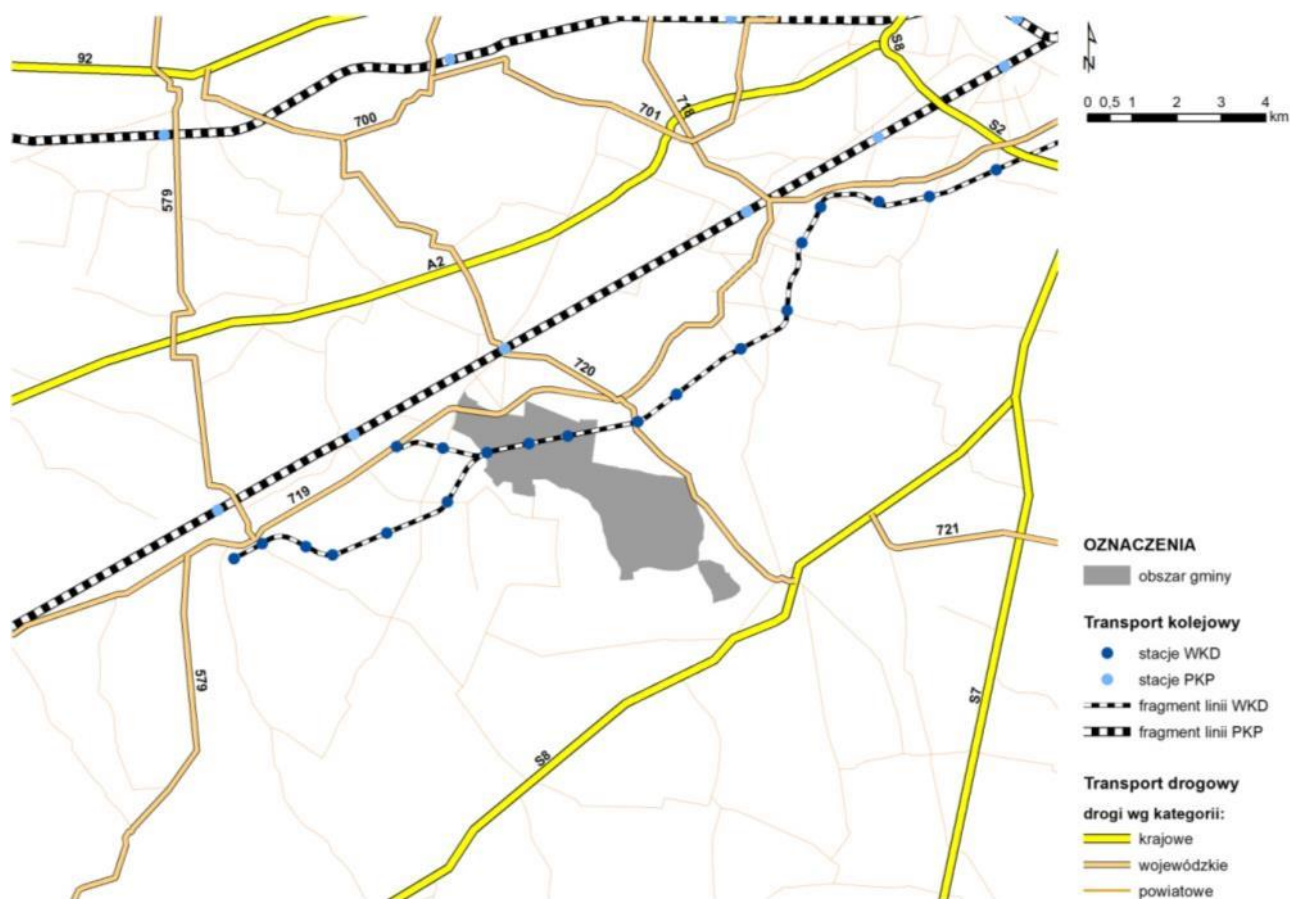 92
S8
N
0 0,5 1 2 3 4
km
700
701
718
S2
579
A2
720
719
721
579
S8
S7
OZNACZENIA
obszar gminy
Transport kolejowy
stacje WKD
stacje PKP
fragment linii WKD
fragment linii PKP
Transport drogowy
drogi wg kategorii:
krajowe
wojewódzkie
powiatowe